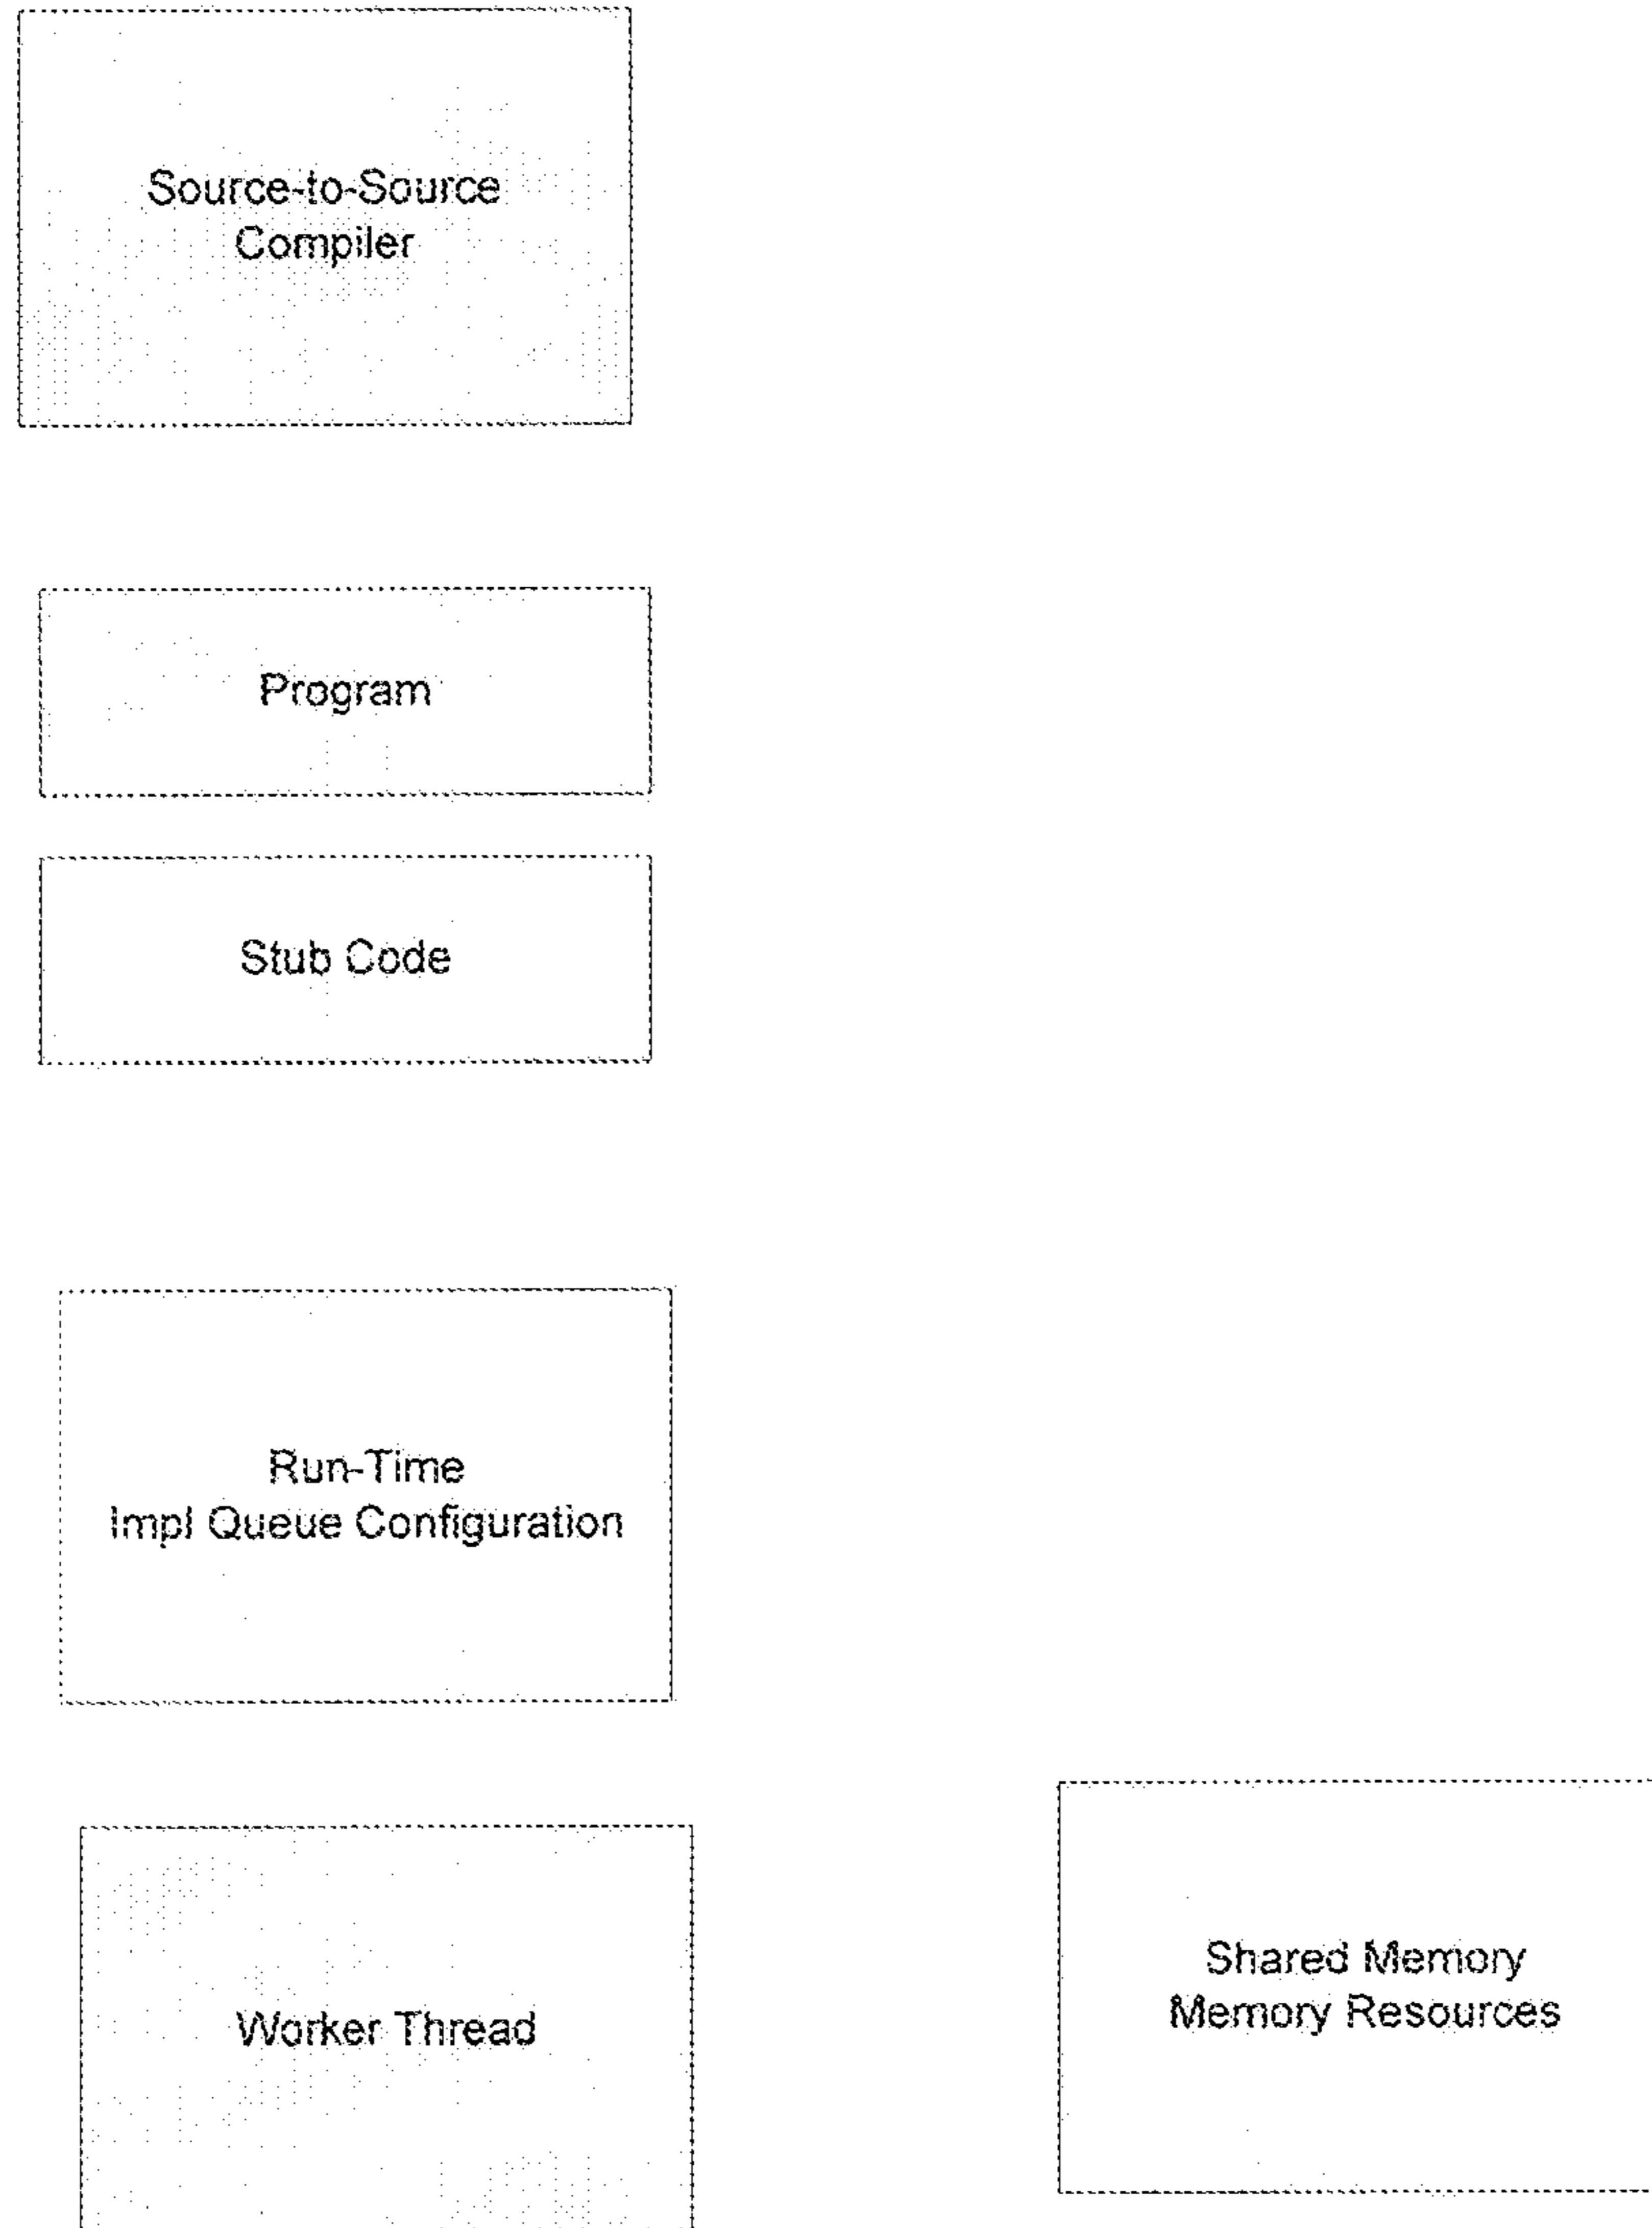 Source-to-Source
Compiler
Program
Stub Code
Run-Time
Impl Queue Configuration
Worker Thread
Shared Memory
Memory Resources